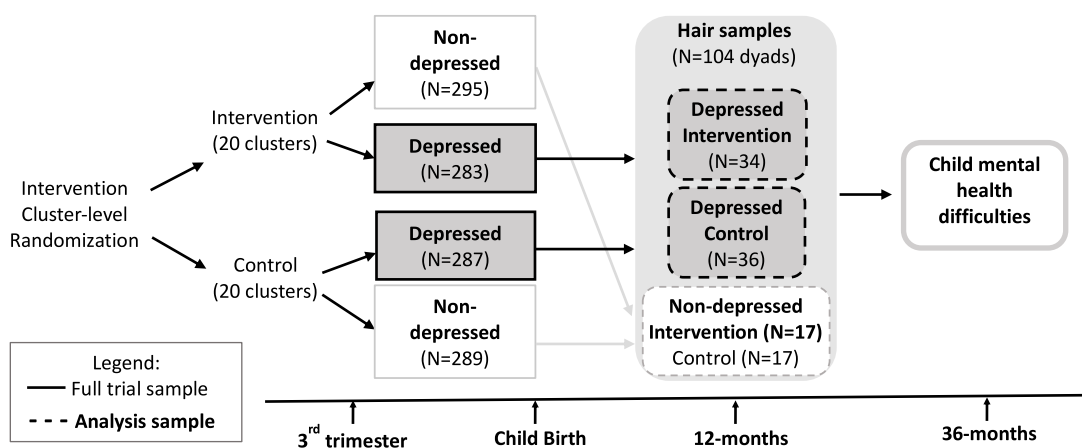 Intervention
Cluster-level
Randomization
Intervention
(20 clusters)
Control
(20 clusters)
Non-
depressed
(N=295)
Depressed
(N=283)
Depressed
(N=287)
Non-
depressed
(N=289)
Hair samples
(N=104 dyads)
Depressed
Intervention
(N=34)
Depressed
Control
(N=36)
Non-depressed
Intervention (N=17)
Control (N=17)
Child mental
health
difficulties
Legend:
Full trial sample
Analysis sample
3rd trimester
Child Birth
12-months
36-months